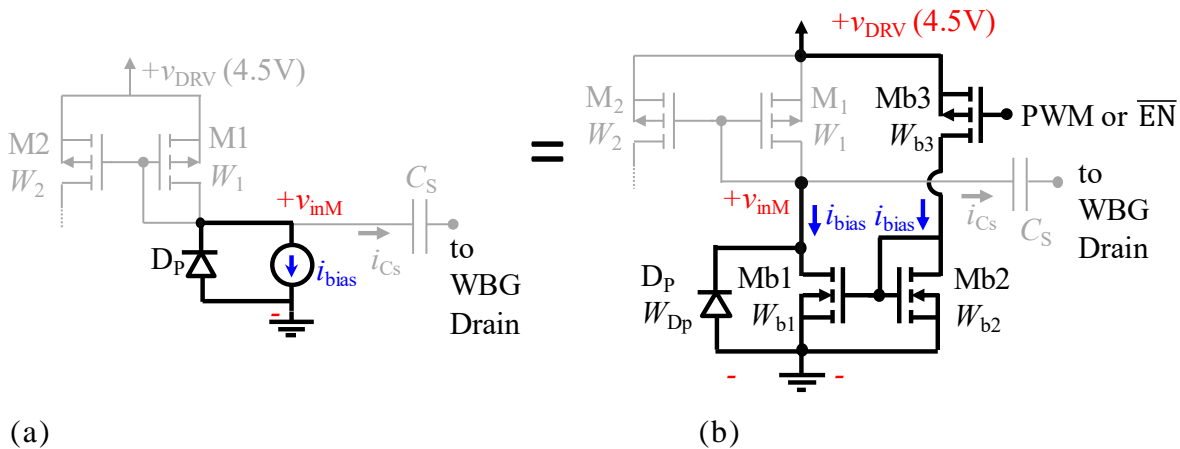 +vDRV (4.5V)
M2
W2
M1
W1
+vinM
CS
iCs
DP
ibias
to
WBG
Drain
-
(a)
=
+vDRV (4.5V)
M2
W2
M1
W1
Mb3
Wb3
PWM or E̅N̅
+vinM
ibias
ibias
iCs
CS
to
WBG
Drain
DP
WDp
Mb1
Wb1
Mb2
Wb2
-
-
(b)